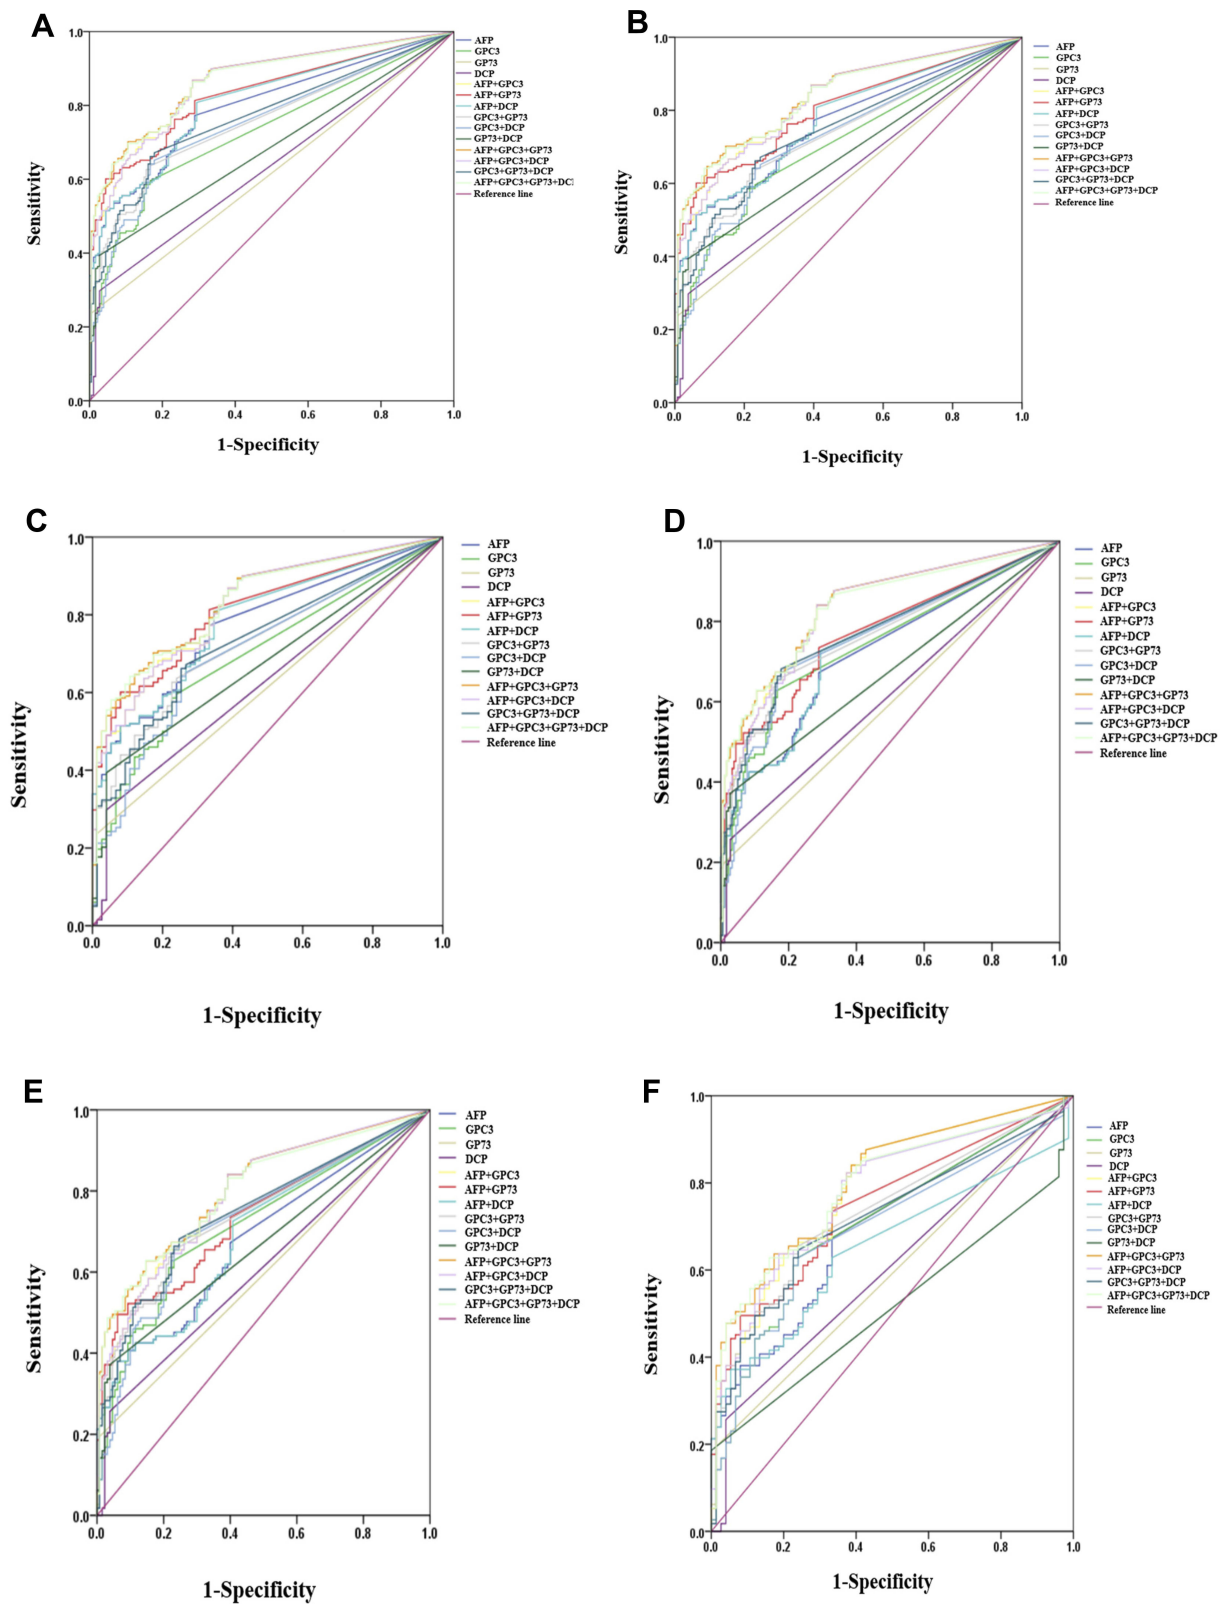 A
1.0
0.8
0.6
0.4
0.2
0.0
0.0 0.2 0.4 0.6 0.8 1.0
Sensitivity
1-Specificity
AFP
GPC3
GP73
DCP
AFP+GPC3
AFP+GP73
AFP+DCP
GPC3+GP73
GPC3+DCP
GP73+DCP
AFP+GPC3+GP73
AFP+GPC3+DCP
GPC3+GP73+DCP
AFP+GPC3+GP73+DC
Reference line
B
1.0
0.8
0.6
0.4
0.2
0.0
0.0 0.2 0.4 0.6 0.8 1.0
Sensitivity
1-Specificity
AFP
GPC3
GP73
DCP
AFP+GPC3
AFP+GP73
AFP+DCP
GPC3+GP73
GPC3+DCP
GP73+DCP
AFP+GPC3+GP73
AFP+GPC3+DCP
GPC3+GP73+DCP
AFP+GPC3+GP73+DCP
Reference line
C
1.0
0.8
0.6
0.4
0.2
0.0
0.0 0.2 0.4 0.6 0.8 1.0
Sensitivity
1-Specificity
AFP
GPC3
GP73
DCP
AFP+GPC3
AFP+GP73
AFP+DCP
GPC3+GP73
GPC3+DCP
GP73+DCP
AFP+GPC3+GP73
AFP+GPC3+DCP
GPC3+GP73+DCP
AFP+GPC3+GP73+DCP
Reference line
D
1.0
0.8
0.6
0.4
0.2
0.0
0.0 0.2 0.4 0.6 0.8 1.0
Sensitivity
1-Specificity
AFP
GPC3
GP73
DCP
AFP+GPC3
AFP+GP73
AFP+DCP
GPC3+GP73
GPC3+DCP
GP73+DCP
AFP+GPC3+GP73
AFP+GPC3+DCP
GPC3+GP73+DCP
AFP+GPC3+GP73+DCP
Reference line
E
1.0
0.8
0.6
0.4
0.2
0.0
0.0 0.2 0.4 0.6 0.8 1.0
Sensitivity
1-Specificity
AFP
GPC3
GP73
DCP
AFP+GPC3
AFP+GP73
AFP+DCP
GPC3+GP73
GPC3+DCP
GP73+DCP
AFP+GPC3+GP73
AFP+GPC3+DCP
GPC3+GP73+DCP
AFP+GPC3+GP73+DCP
Reference line
F
1.0
0.8
0.6
0.4
0.2
0.0
0.0 0.2 0.4 0.6 0.8 1.0
Sensitivity
1-Specificity
AFP
GPC3
GP73
DCP
AFP+GPC3
AFP+GP73
AFP+DCP
GPC3+GP73
GPC3+DCP
GP73+DCP
AFP+GPC3+GP73
AFP+GPC3+DCP
GPC3+GP73+DCP
AFP+GPC3+GP73+DCP
Reference line